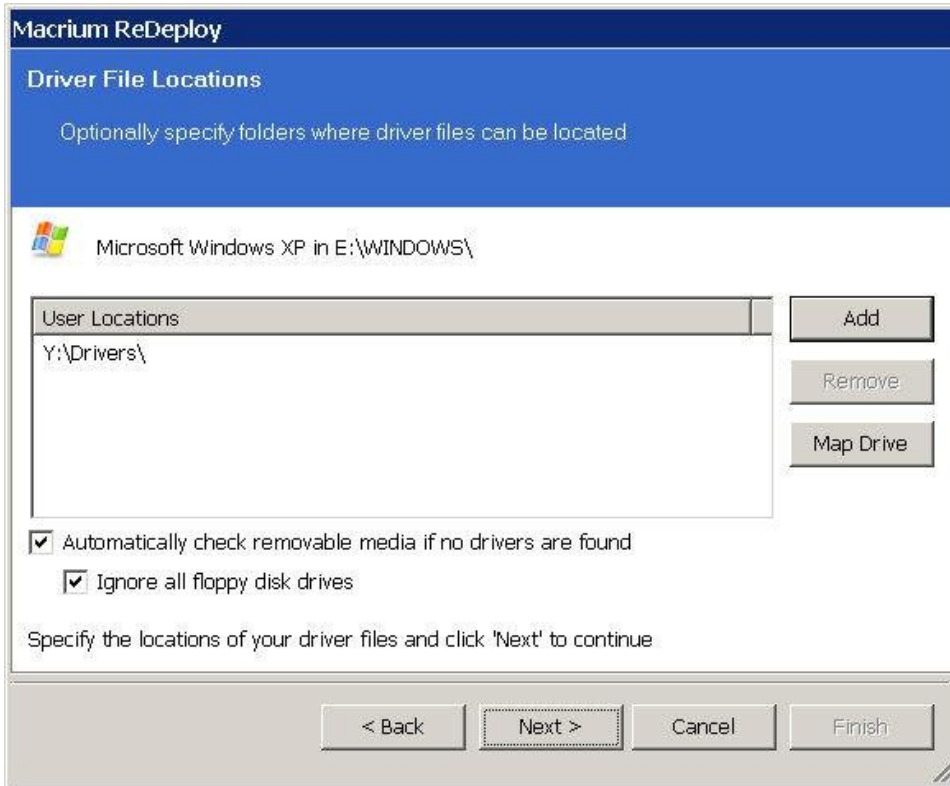 Macrium ReDeploy
Driver File Locations
Optionally specify folders where driver files can be located
Microsoft Windows XP in E:\WINDOWS\
User Locations
Add
Y:\Drivers\
Remove
Map Drive
Automatically check removable media if no drivers are found
Ignore all floppy disk drives
Specify the locations of your driver files and click 'Next' to continue
< Back
Next >
Cancel
Finish